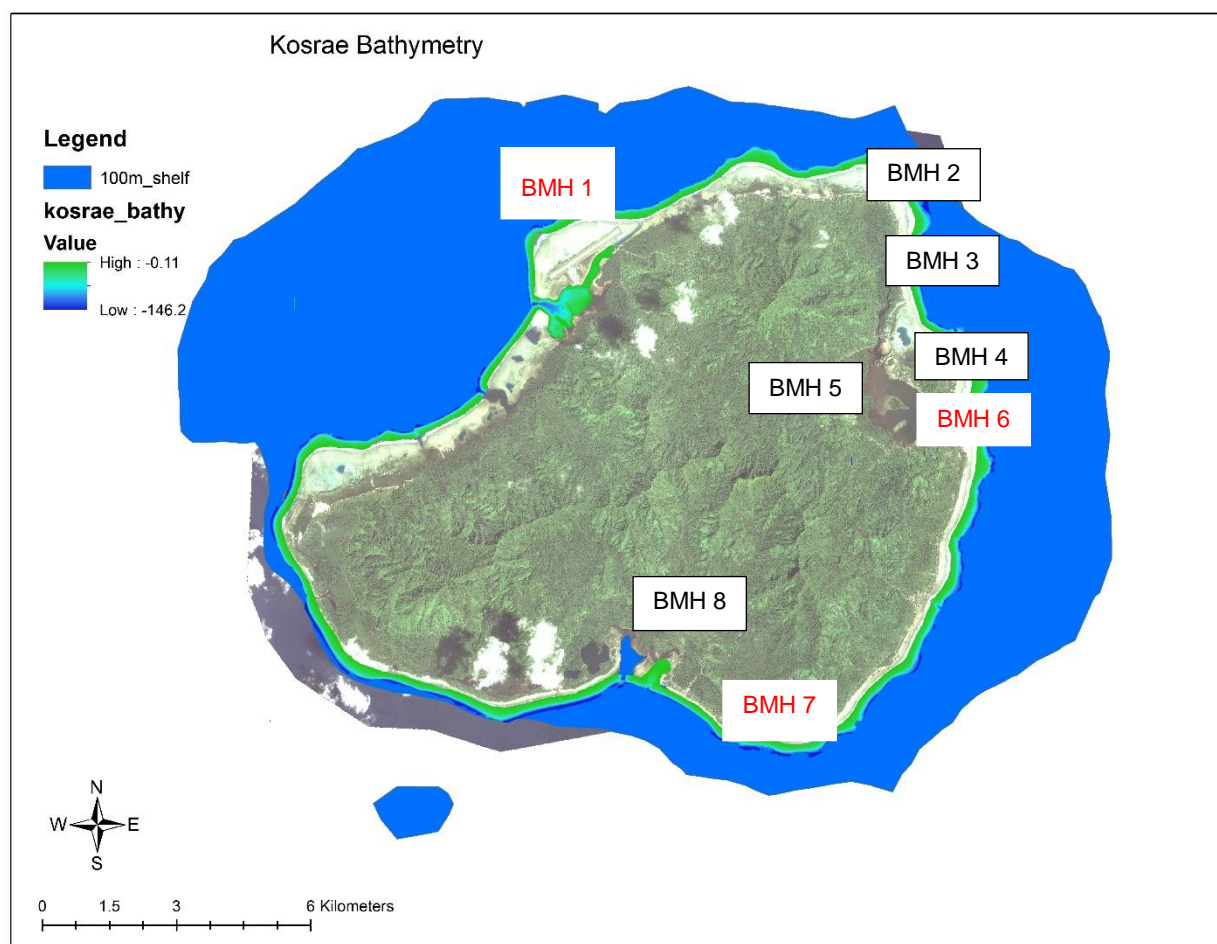 Kosrae Bathymetry
Legend
100m_shelf
kosrae_bathy
Value
High : -0.11
Low : -146.2
BMH 1
BMH 2
BMH 3
BMH 4
BMH 5
BMH 6
BMH 8
BMH 7
N
W E
S
0 1.5 3 6 Kilometers